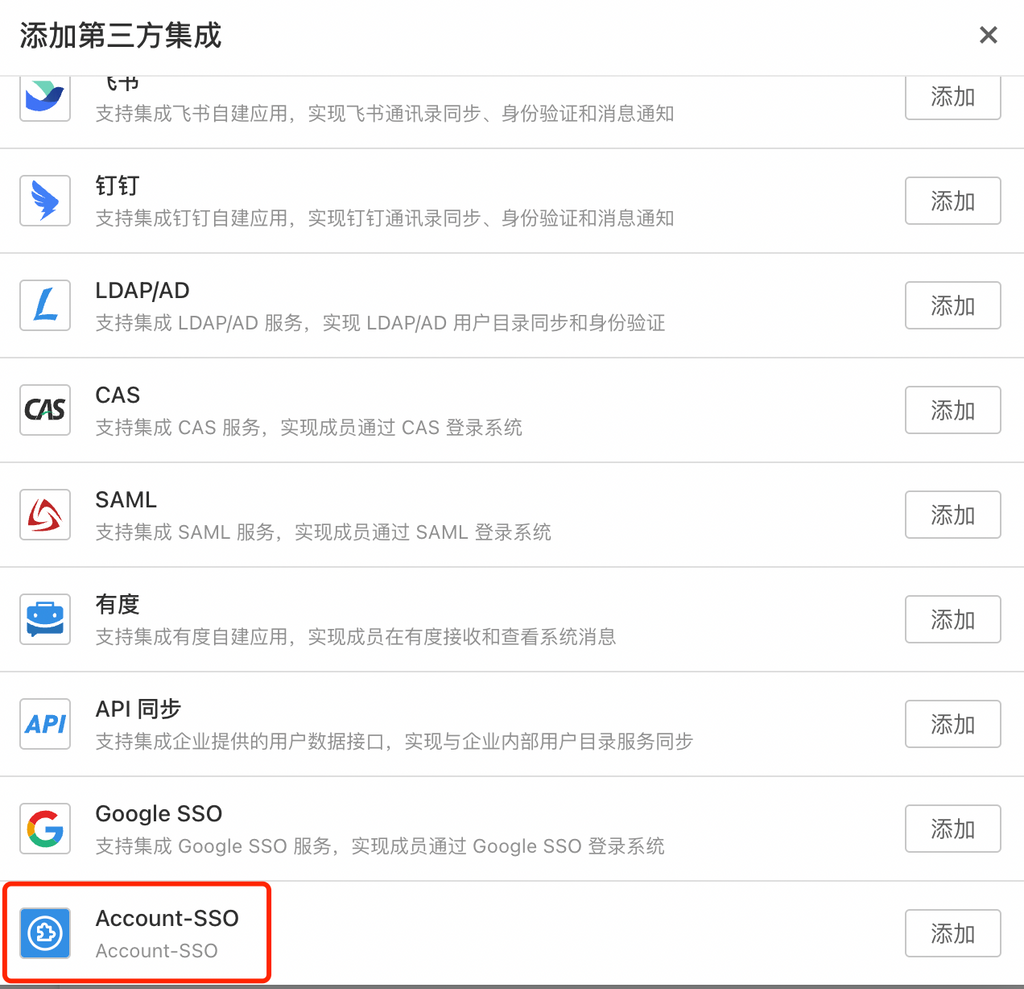 添加第三方集成
飞书
支持集成飞书自建应用，实现飞书通讯录同步、身份验证和消息通知
添加
钉钉
支持集成钉钉自建应用，实现钉钉通讯录同步、身份验证和消息通知
添加
LDAP/AD
支持集成 LDAP/AD 服务，实现 LDAP/AD 用户目录同步和身份验证
添加
CAS
CAS
支持集成 CAS 服务，实现成员通过 CAS 登录系统
添加
SAML
支持集成 SAML 服务，实现成员通过 SAML 登录系统
添加
有度
支持集成有度自建应用，实现成员在有度接收和查看系统消息
添加
API
API 同步
支持集成企业提供的用户数据接口，实现与企业内部用户目录服务同步
添加
Google SSO
支持集成 Google SSO 服务，实现成员通过 Google SSO 登录系统
添加
Account-SSO
Account-SSO
添加